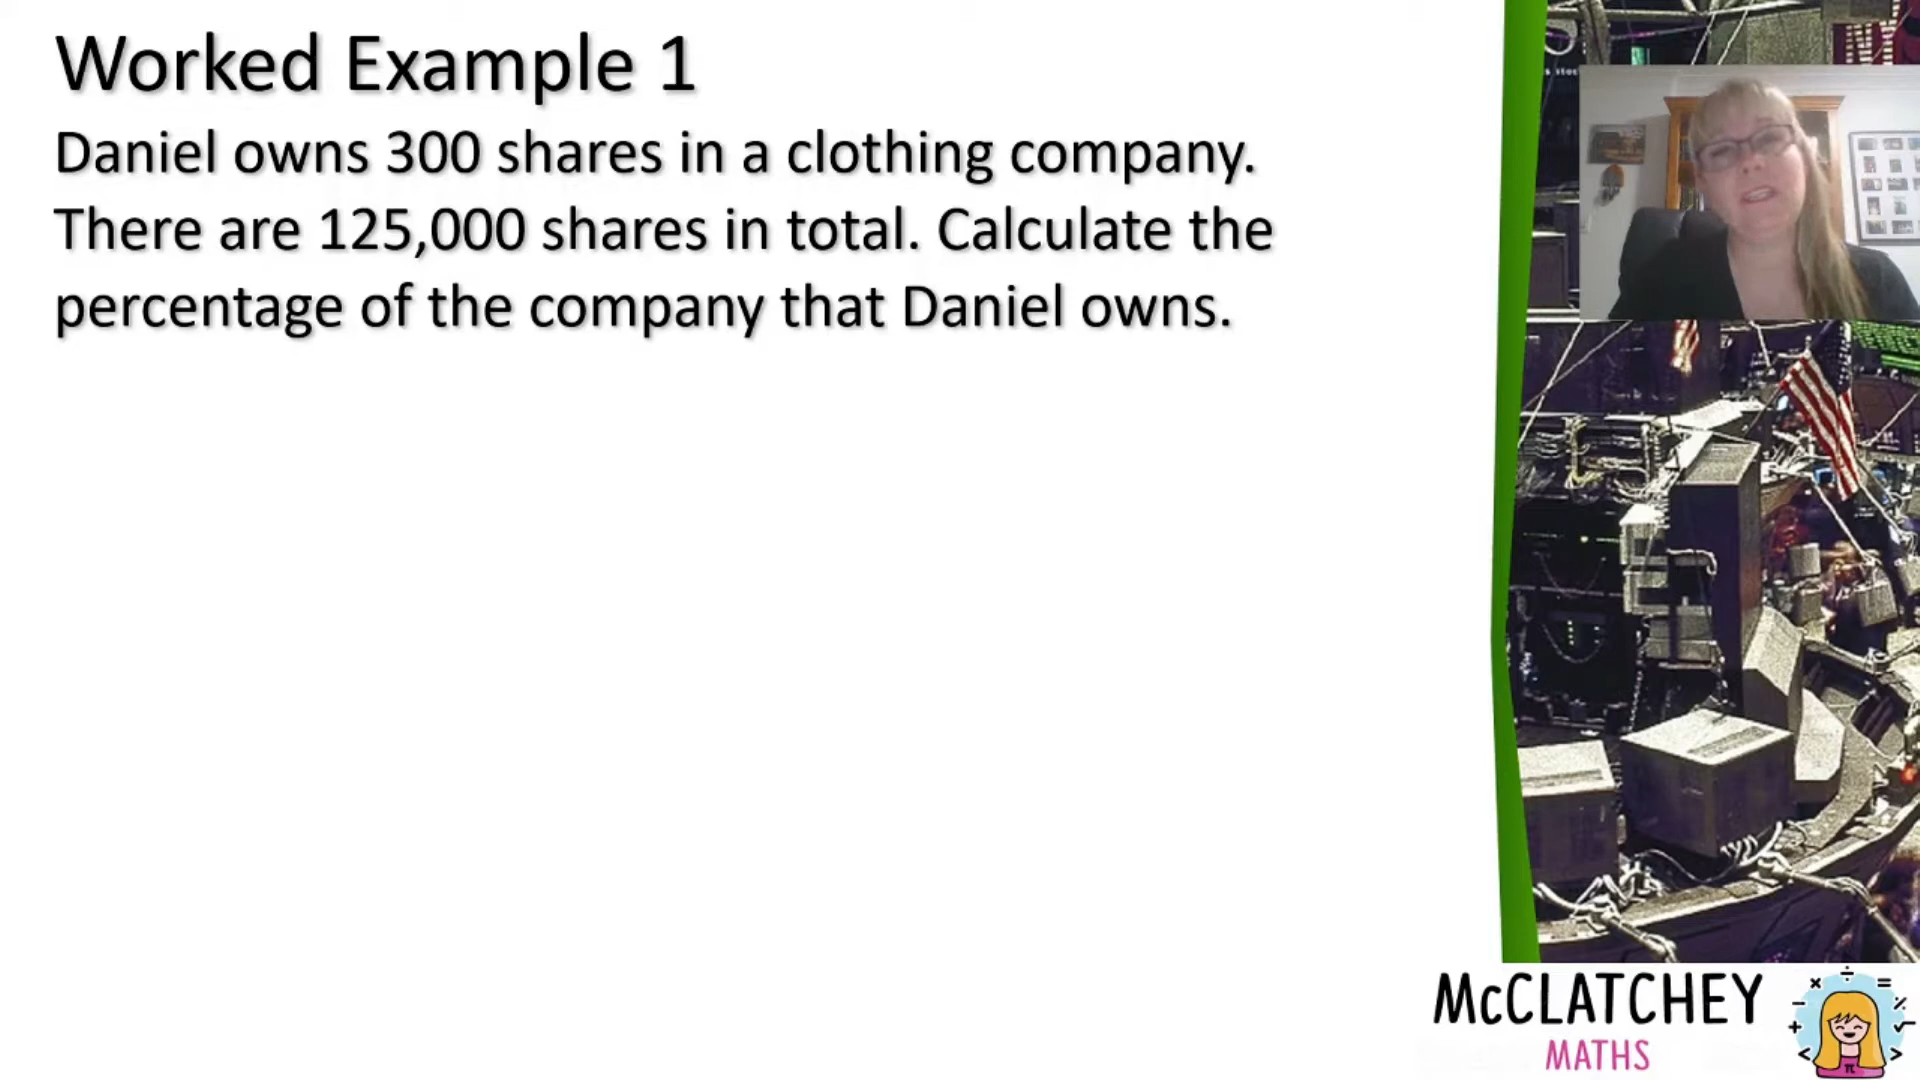 Worked Example 1
Daniel owns 300 shares in a clothing company.
There are 125,000 shares in total. Calculate the
percentage of the company that Daniel owns.
McCLATCHEY
MATHS